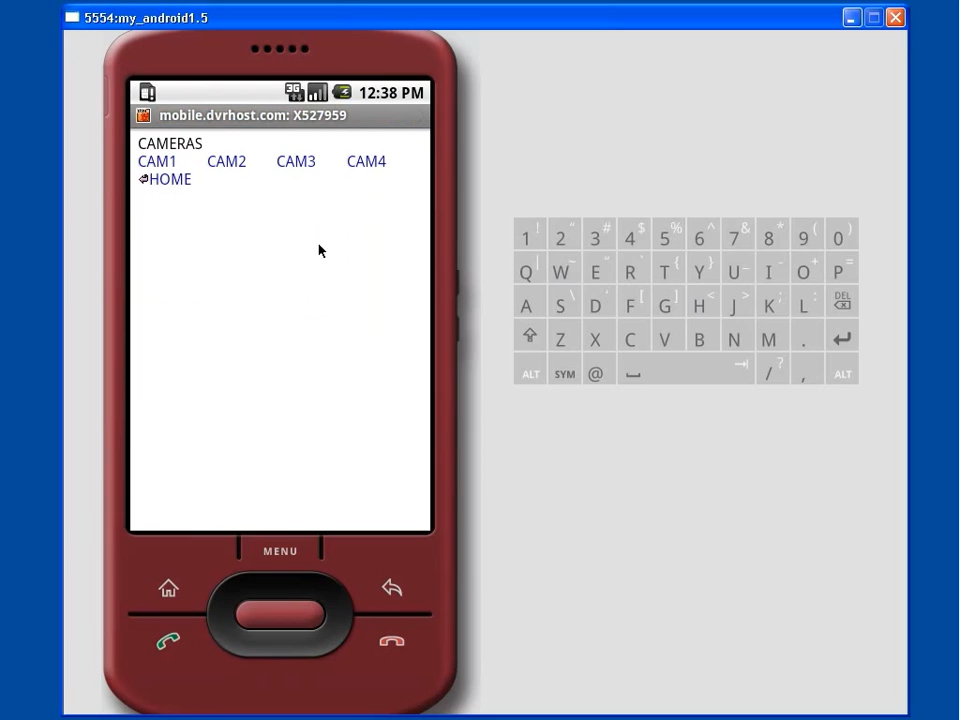 5554:my_android1.5
3G 12:38 PM
mobile.dvrhost.com: X527959
CAMERAS
CAM1 CAM2 CAM3 CAM4
HOME
MENU
1 ! 2 " 3 # 4 $ 5 % 6 ^ 7 & 8 * 9 ( 0 )
Q | W ~ E “ R ` T { Y } U _ I - O + P =
A S \ D ' F [ G ] H < J > K ; L : DEL
Z X C V B N M .
ALT SYM @ / ? , ALT